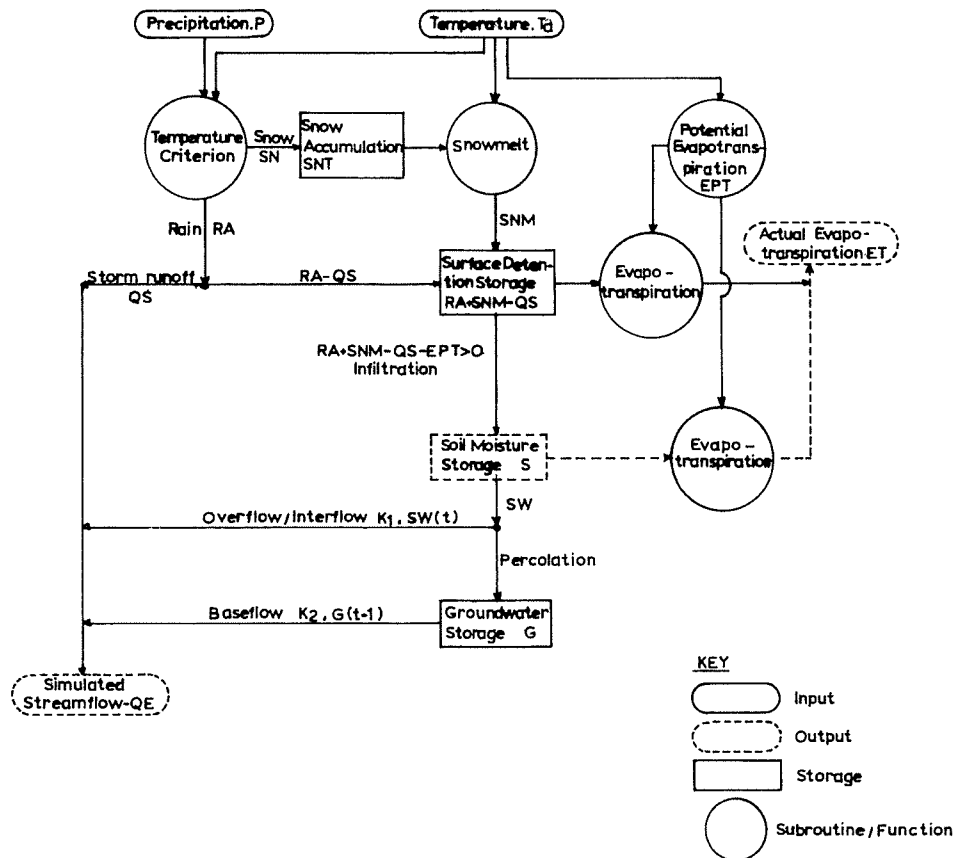 Precipitation.P
Temperature.Ta
Temperature
Criterion
Snow
SN
Snow
Accumulation
SNT
Snowmelt
Potential
Evapotrans-
piration
EPT
Rain RA
SNM
Actual Evapo-
transpiration ET
Storm runoff
QS
RA-QS
Surface Deten-
tion Storage
RA+SNM-QS
Evapo-
transpiration
RA+SNM-QS-EPT>0
Infiltration
Soil Moisture
Storage S
Evapo-
transpiration
SW
Overflow/Interflow K1, SW(t)
Percolation
Baseflow K2, G(t-1)
Groundwater
Storage G
Simulated
Streamflow-QE
KEY
Input
Output
Storage
Subroutine/Function